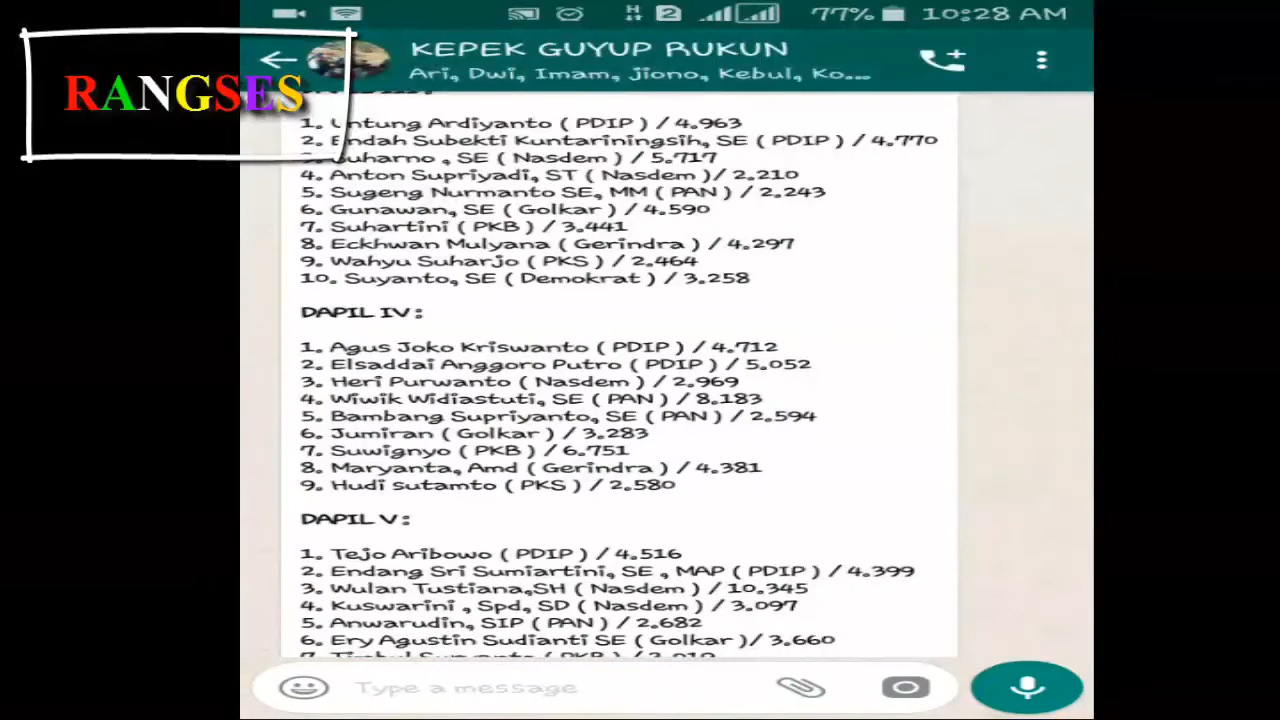 H
2
77%
10:28 AM
KEPEK GUYUP RUKUN
Ari, Dwi, Imam, jiono, Kebul, Ko...
RANGSES
1. Untung Ardiyanto ( PDIP ) / 4.963
2. Endah Subekti Kuntariningsih, SE ( PDIP ) / 4.770
3. Suharno , SE ( Nasdem ) / 5.717
4. Anton Supriyadi, ST ( Nasdem )/ 2.210
5. Sugeng Nurmanto SE, MM ( PAN ) / 2.243
6. Gunawan, SE ( Golkar ) / 4.590
7. Suhartini ( PKB ) / 3.441
8. Eckhwan Mulyana ( Gerindra ) / 4.297
9. Wahyu Suharjo ( PKS ) / 2.464
10. Suyanto, SE ( Demokrat ) / 3.258
DAPIL IV :
1. Agus Joko Kriswanto ( PDIP ) / 4.712
2. Elsaddai Anggoro Putro ( PDIP ) / 5.052
3. Heri Purwanto ( Nasdem ) / 2.969
4. Wiwik Widiastuti, SE ( PAN ) / 8.183
5. Bambang Supriyanto, SE ( PAN ) / 2.594
6. Jumiran ( Golkar ) / 3.283
7. Suwignyo ( PKB ) / 6.751
8. Maryanta, Amd ( Gerindra ) / 4.381
9. Hudi sutamto ( PKS ) / 2.580
DAPIL V :
1. Tejo Aribowo ( PDIP ) / 4.516
2. Endang Sri Sumiartini, SE , MAP ( PDIP ) / 4.399
3. Wulan Tustiana,SH ( Nasdem ) / 10.345
4. Kuswarini , Spd, SD ( Nasdem ) / 3.097
5. Anwarudin, SIP ( PAN ) / 2.682
6. Ery Agustin Sudianti SE ( Golkar )/ 3.660
Type a message